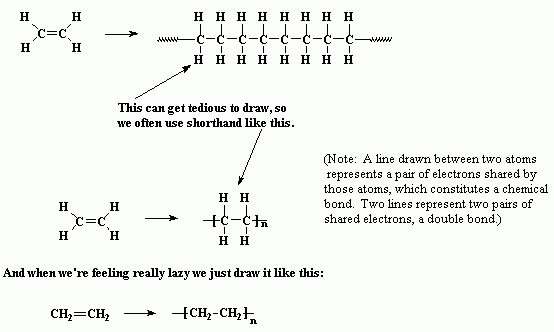 H H H H H H H H H H
C=C C-C-C-C-C-C-C-C
H H H H H H H H H H
This can get tedious to draw, so
we often use shorthand like this.
(Note: A line drawn between two atoms
represents a pair of electrons shared by
those atoms, which constitutes a chemical
bond. Two lines represent two pairs of
shared electrons, a double bond.)
H H H H
C=C -[C-C]-n
H H H H
And when we're feeling really lazy we just draw it like this:
CH₂=CH₂ -[CH₂-CH₂]-n